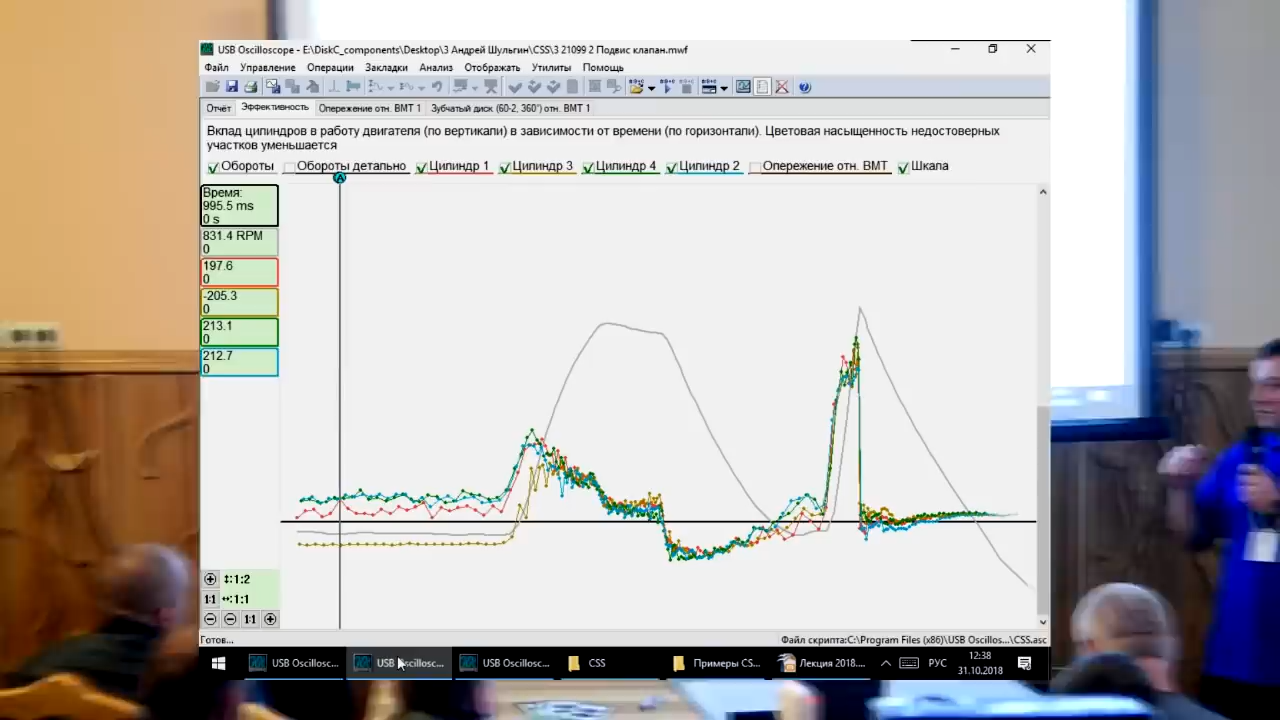 USB Oscilloscope - E:\DiskC_components\Desktop\3 Андрей Шульгин\CSS\3 21099 2 Подвис клапан.mwf
Файл Управление Операции Закладки Анализ Отображать Утилиты Помощь
Отчёт Эффективность Опережение отн. ВМТ 1 Зубчатый диск (60-2, 360°) отн. ВМТ 1
Вклад цилиндров в работу двигателя (по вертикали) в зависимости от времени (по горизонтали). Цветовая насыщенность недостоверных
участков уменьшается
Обороты Обороты детально Цилиндр 1 Цилиндр 3 Цилиндр 4 Цилиндр 2 Опережение отн. ВМТ Шкала
A
Время:
995.5 ms
0 s
831.4 RPM
0
197.6
0
-205.3
0
213.1
0
212.7
0
1:2
1:1 1:1
1:1
Готово...
Файл скрипта:C:\Program Files (x86)\USB Oscillos...\CSS.asc
USB Oscillosc... USB Oscillosc... USB Oscillosc... CSS Примеры CS... Лекция 2018.... РУС
12:38
31.10.2018